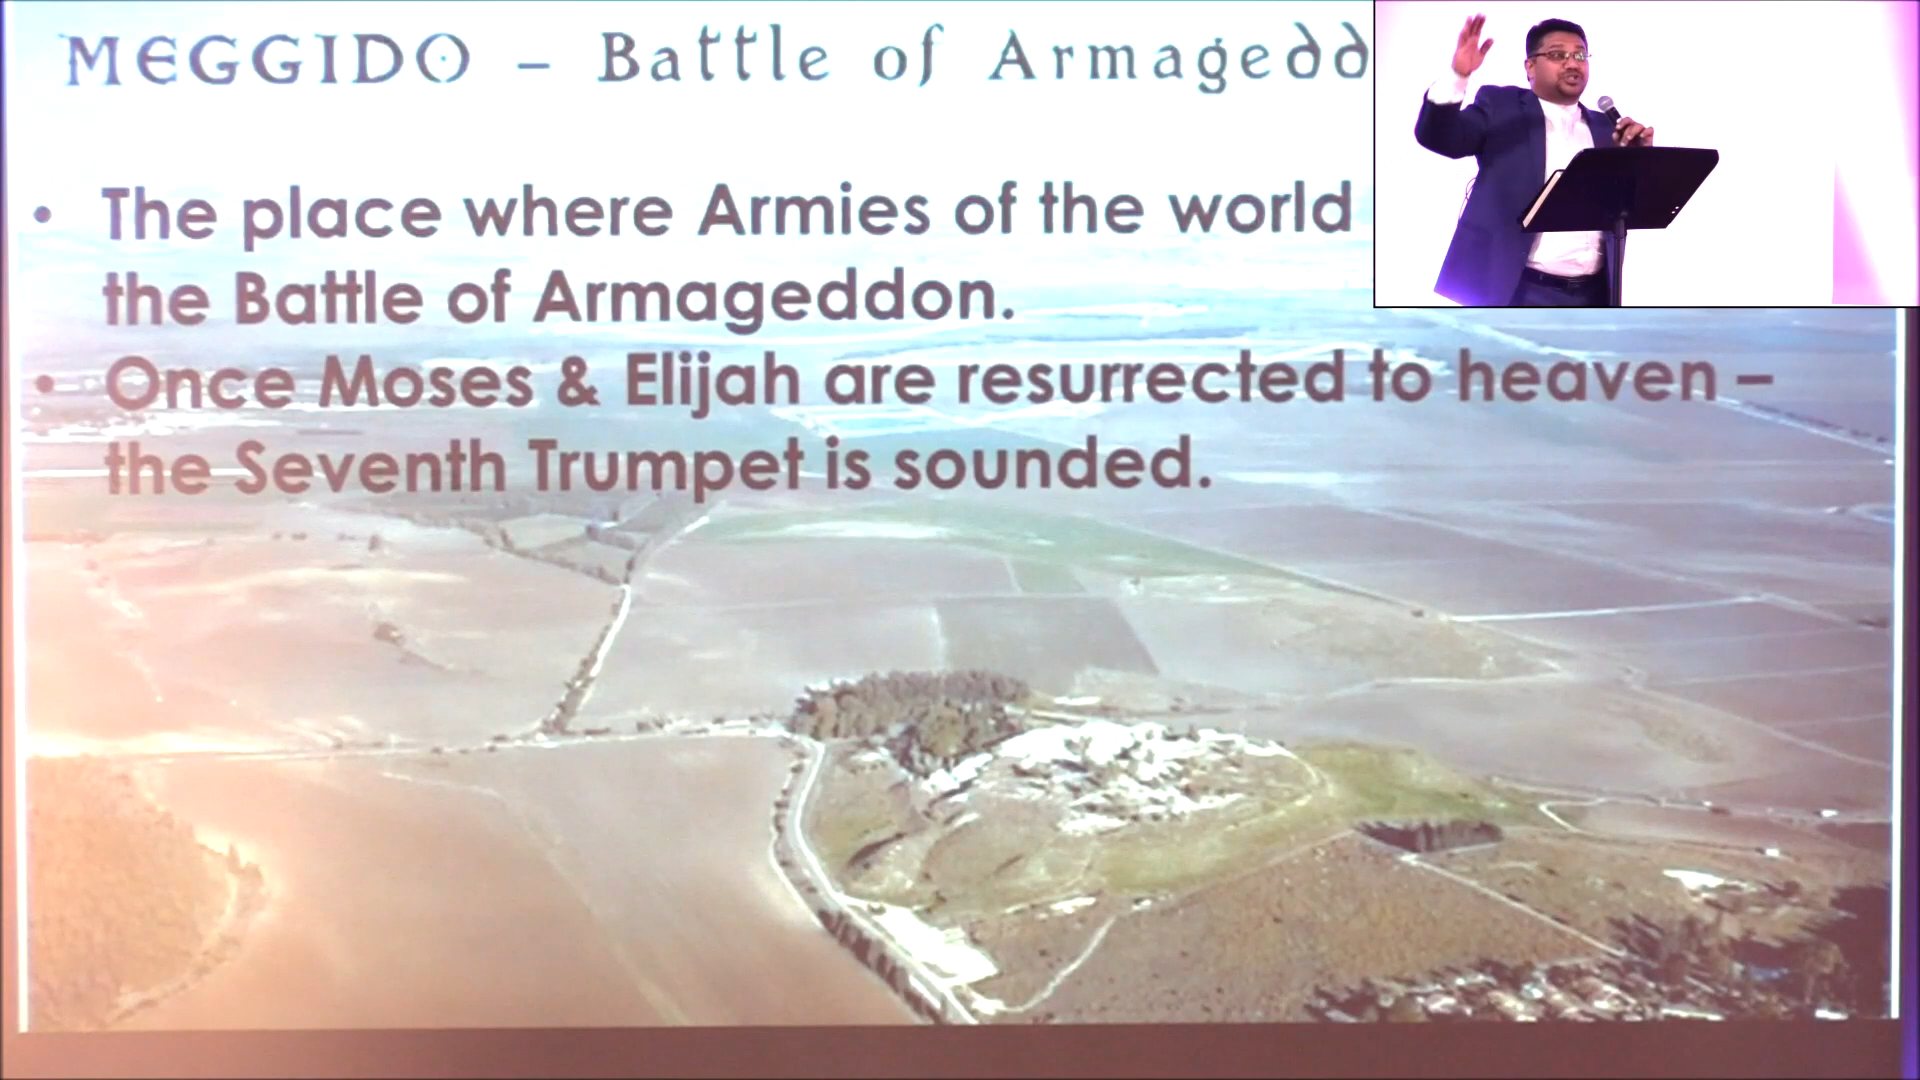 MEGGIDO – Battle of Armagedd
• The place where Armies of the world
the Battle of Armageddon.
• Once Moses & Elijah are resurrected to heaven –
the Seventh Trumpet is sounded.